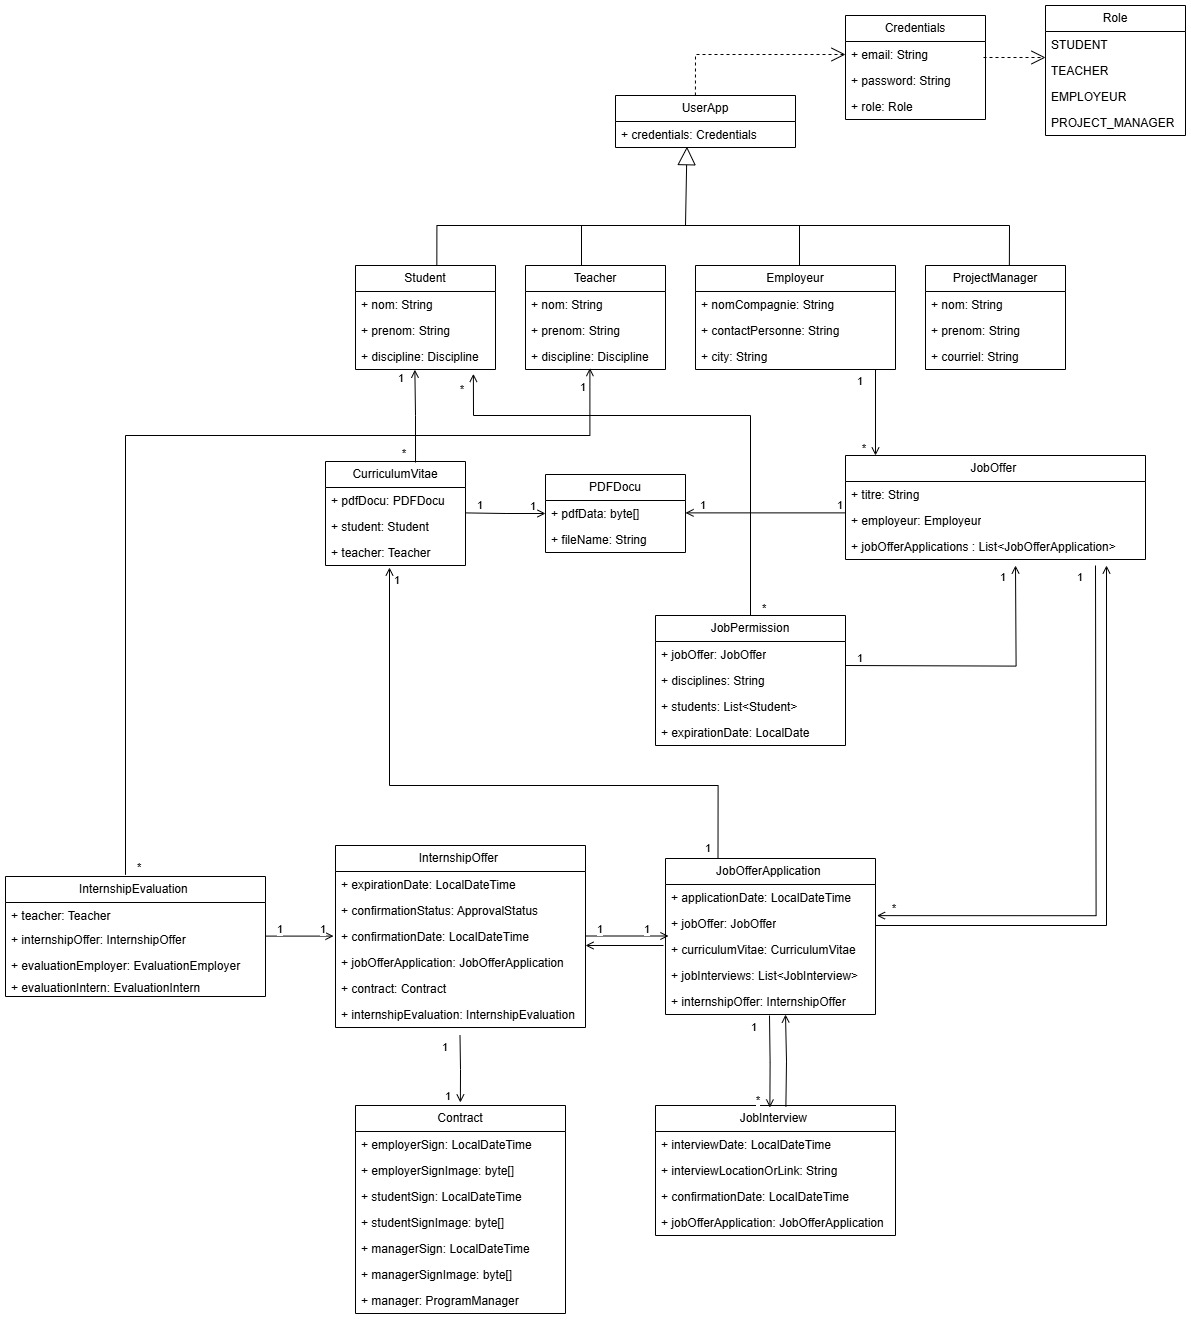 Credentials
+ email: String
+ password: String
+ role: Role
Role
STUDENT
TEACHER
EMPLOYEUR
PROJECT_MANAGER
UserApp
+ credentials: Credentials
Student
+ nom: String
+ prenom: String
+ discipline: Discipline
Teacher
+ nom: String
+ prenom: String
+ discipline: Discipline
Employeur
+ nomCompagnie: String
+ contactPersonne: String
+ city: String
ProjectManager
+ nom: String
+ prenom: String
+ courriel: String
1
*
1
1
*
*
CurriculumVitae
+ pdfDocu: PDFDocu
+ student: Student
+ teacher: Teacher
1
1
PDFDocu
+ pdfData: byte[]
+ fileName: String
1
1
JobOffer
+ titre: String
+ employeur: Employeur
+ jobOfferApplications : List<JobOfferApplication>
1
1
1
*
JobPermission
+ jobOffer: JobOffer
+ disciplines: String
+ students: List<Student>
+ expirationDate: LocalDate
1
1
*
*
InternshipEvaluation
+ teacher: Teacher
+ internshipOffer: InternshipOffer
+ evaluationEmployer: EvaluationEmployer
+ evaluationIntern: EvaluationIntern
1
1
InternshipOffer
+ expirationDate: LocalDateTime
+ confirmationStatus: ApprovalStatus
+ confirmationDate: LocalDateTime
+ jobOfferApplication: JobOfferApplication
+ contract: Contract
+ internshipEvaluation: InternshipEvaluation
1
1
JobOfferApplication
+ applicationDate: LocalDateTime
+ jobOffer: JobOffer
+ curriculumVitae: CurriculumVitae
+ jobInterviews: List<JobInterview>
+ internshipOffer: InternshipOffer
1
1
1
*
Contract
+ employerSign: LocalDateTime
+ employerSignImage: byte[]
+ studentSign: LocalDateTime
+ studentSignImage: byte[]
+ managerSign: LocalDateTime
+ managerSignImage: byte[]
+ manager: ProgramManager
JobInterview
+ interviewDate: LocalDateTime
+ interviewLocationOrLink: String
+ confirmationDate: LocalDateTime
+ jobOfferApplication: JobOfferApplication